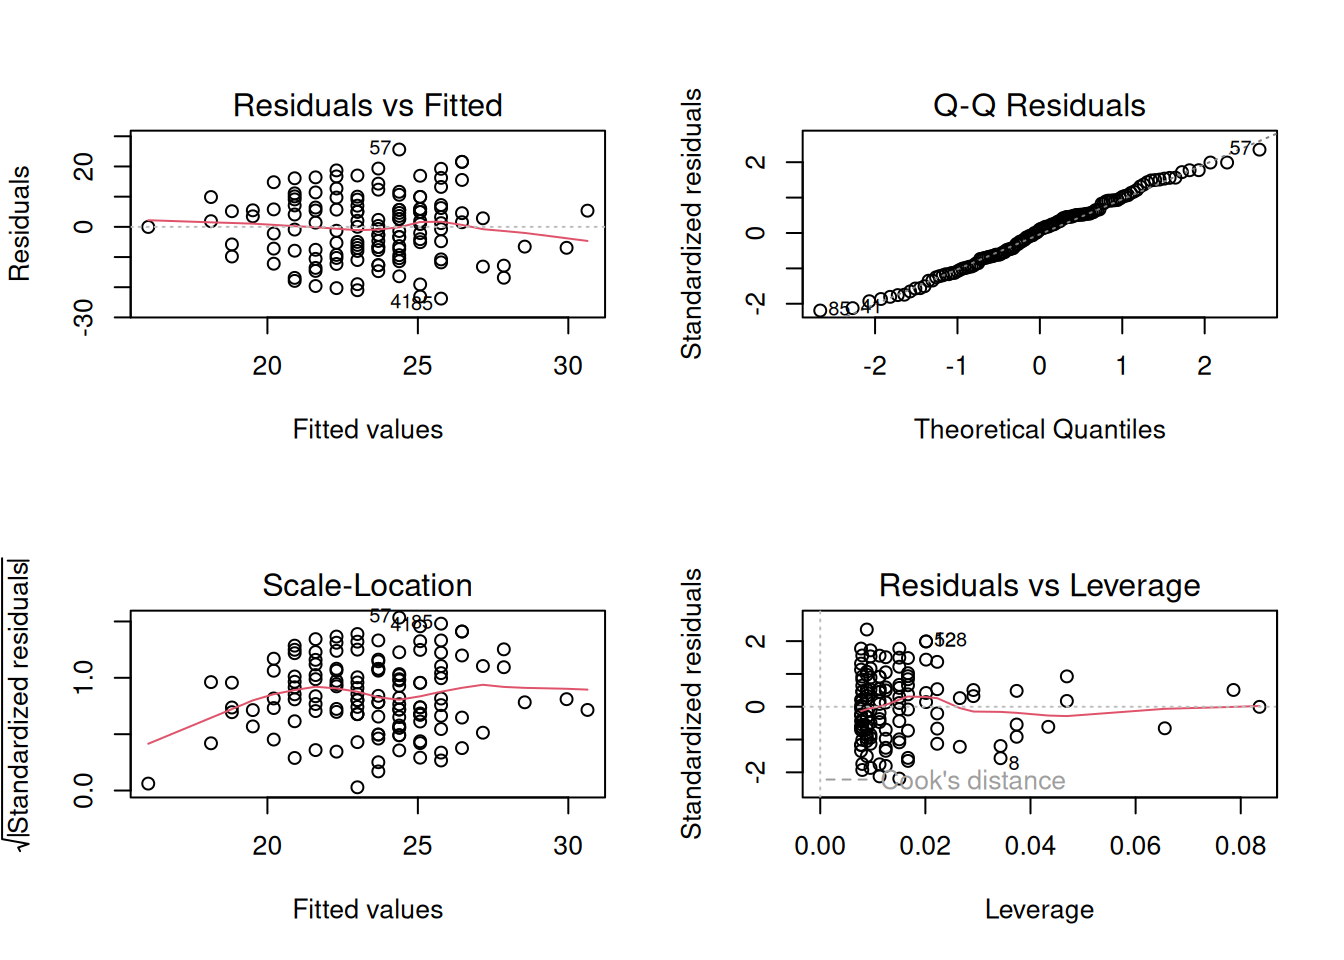 Residuals vs Fitted
Residuals
20
0
-30
57
4185
20
25
30
Fitted values
Q-Q Residuals
Standardized residuals
2
0
-2
57
85
41
-2
-1
0
1
2
Theoretical Quantiles
Scale-Location
√|Standardized residuals|
1.0
0.0
57
4185
20
25
30
Fitted values
Residuals vs Leverage
Standardized residuals
2
0
-2
128
8
Cook's distance
0.00
0.02
0.04
0.06
0.08
Leverage